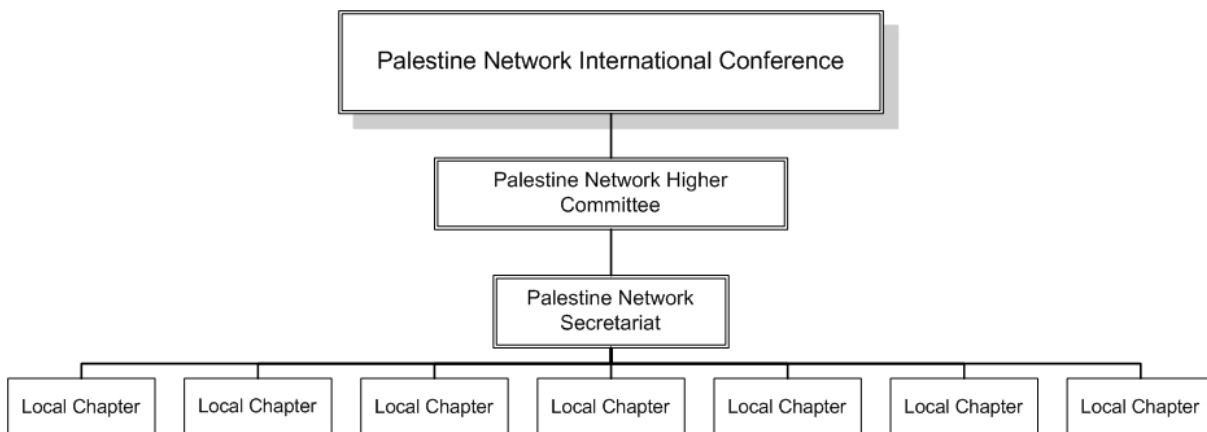 Palestine Network International Conference
Palestine Network Higher
Committee
Palestine Network
Secretariat
Local Chapter
Local Chapter
Local Chapter
Local Chapter
Local Chapter
Local Chapter
Local Chapter